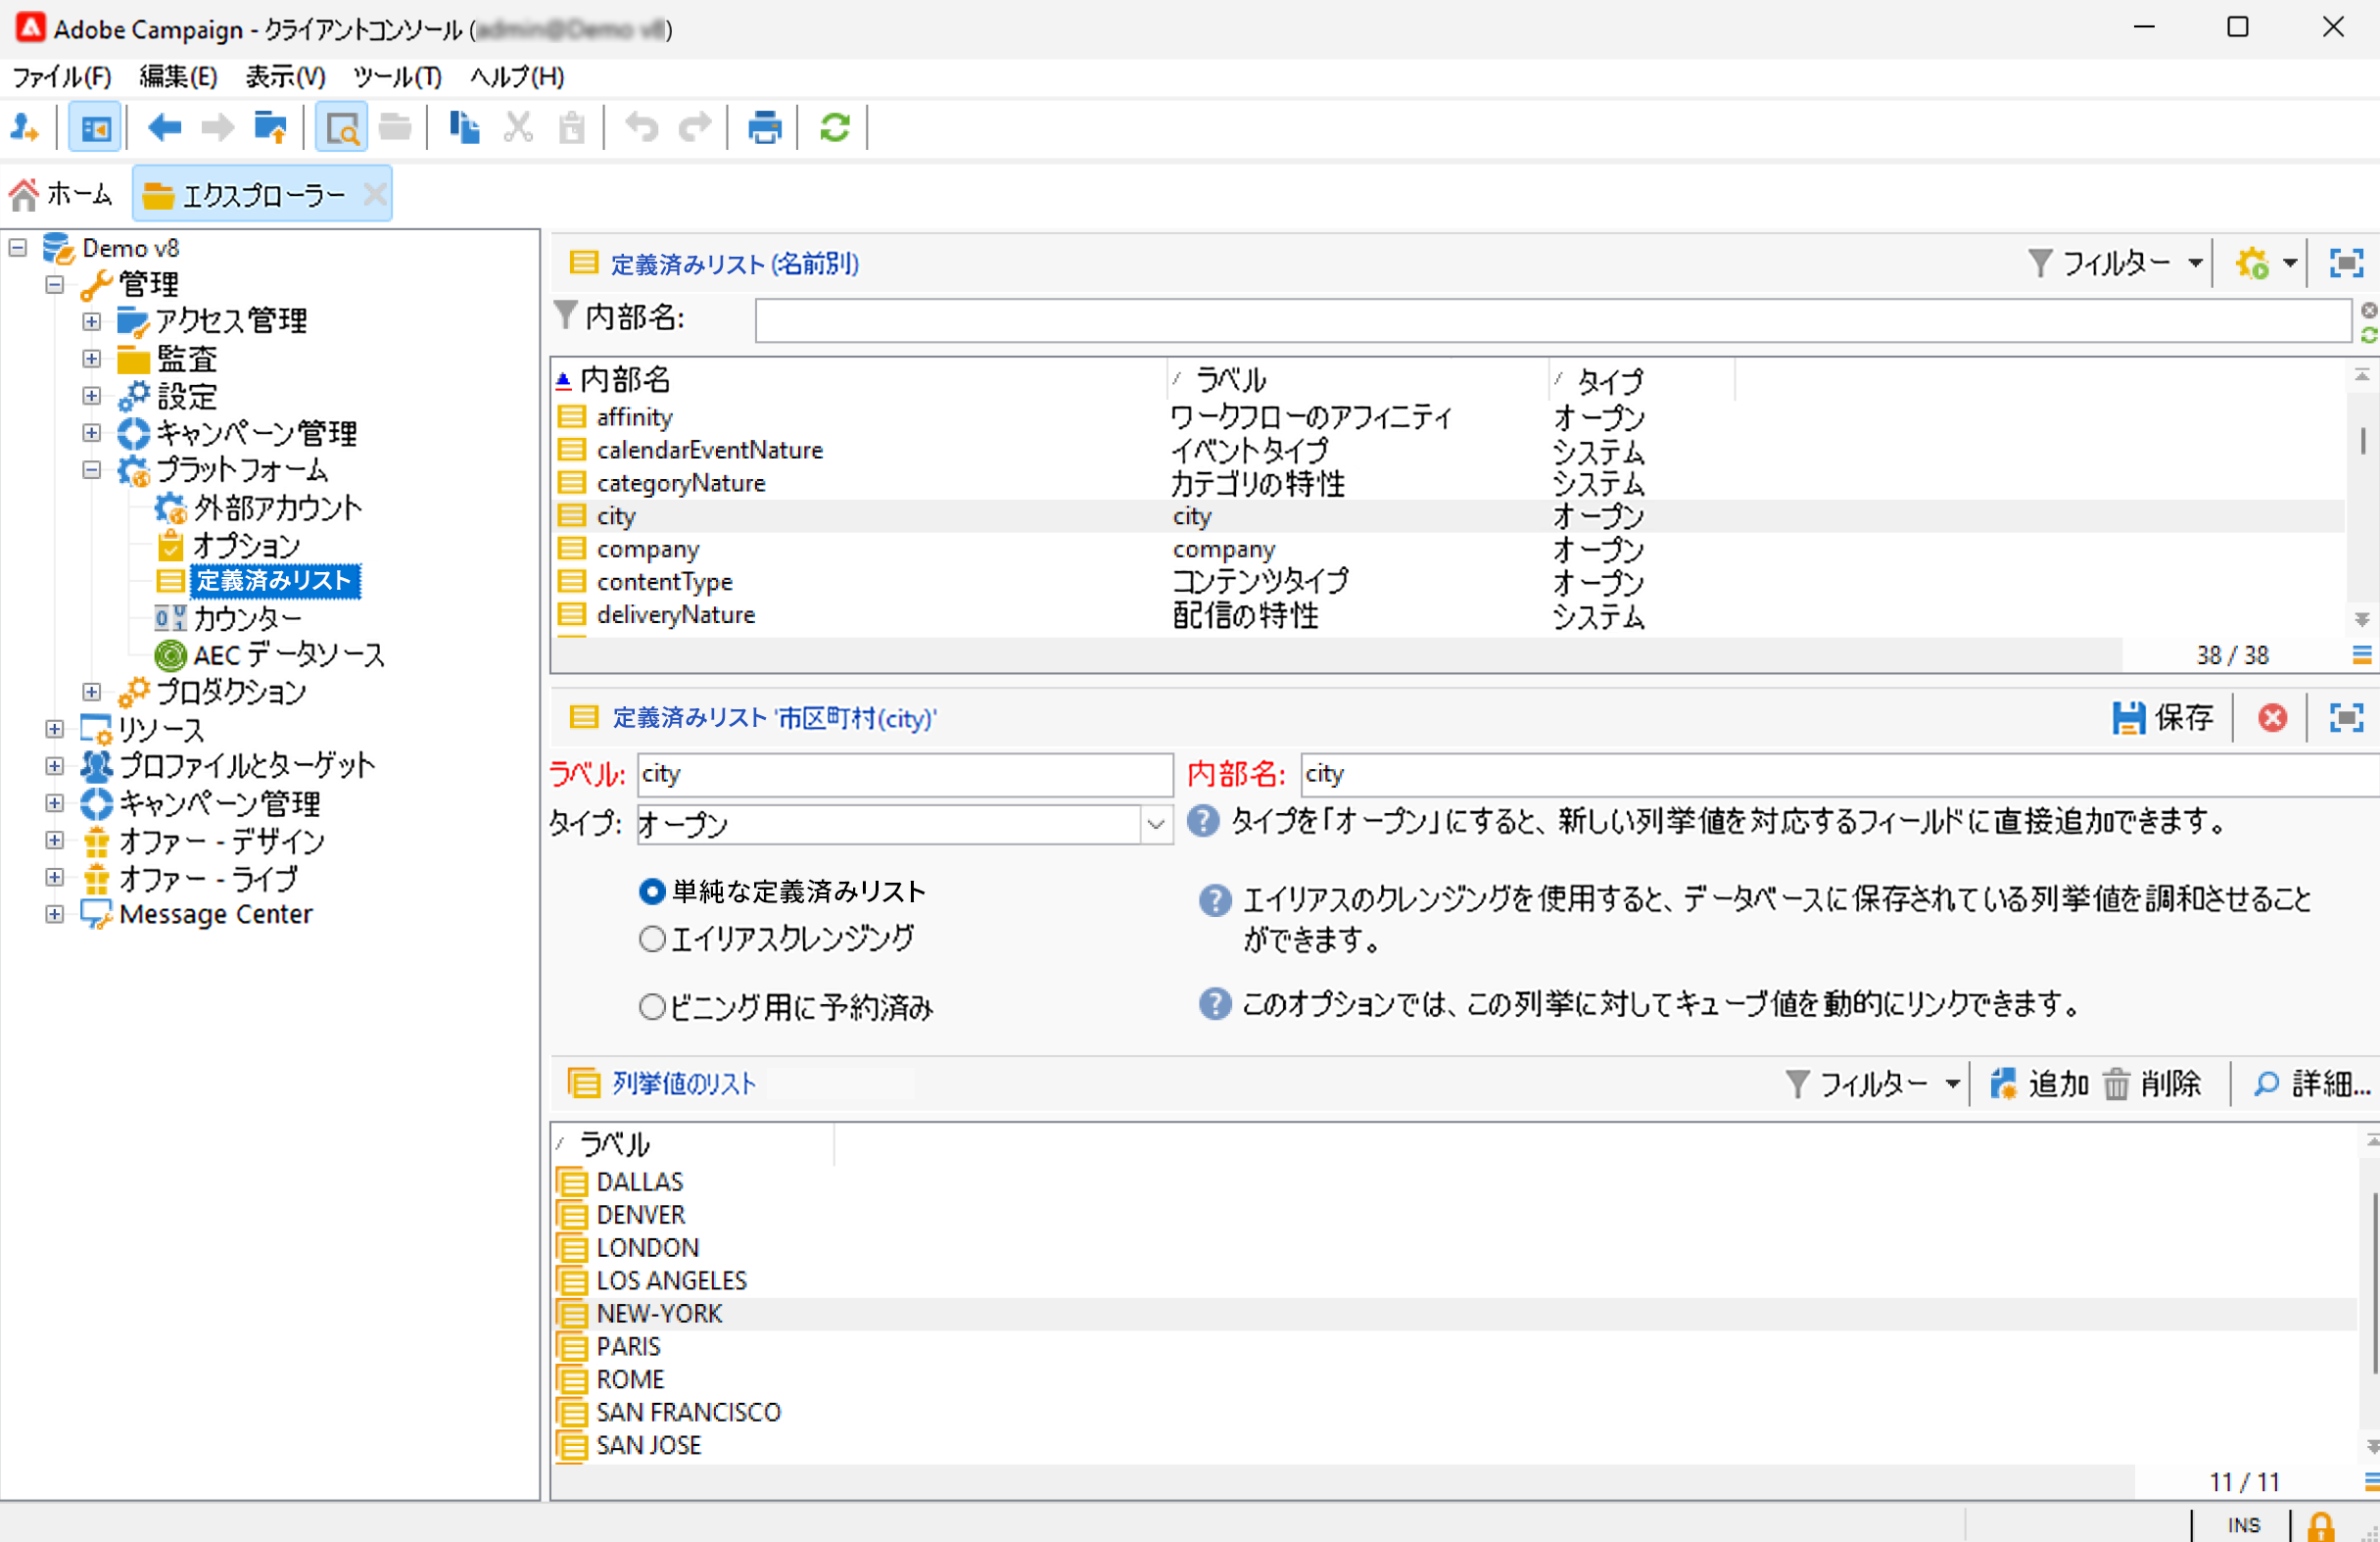 Adobe Campaign - クライアントコンソール (admin@Demo v8)
ファイル(F) 編集(E) 表示(V) ツール(T) ヘルプ(H)
ホーム エクスプローラー
Demo v8
管理
アクセス管理
監査
設定
キャンペーン管理
プラットフォーム
外部アカウント
オプション
定義済みリスト
カウンター
AEC データソース
プロダクション
リソース
プロファイルとターゲット
キャンペーン管理
オファー - デザイン
オファー - ライブ
Message Center
定義済みリスト (名前別) フィルター
内部名:
内部名 ラベル タイプ
affinity ワークフローのアフィニティ オープン
calendarEventNature イベントタイプ システム
categoryNature カテゴリの特性 システム
city city オープン
company company オープン
contentType コンテンツタイプ オープン
deliveryNature 配信の特性 システム
38 / 38
定義済みリスト '市区町村(city)' 保存
ラベル: city 内部名: city
タイプ: オープン タイプを「オープン」にすると、新しい列挙値を対応するフィールドに直接追加できます。
単純な定義済みリスト
エイリアスクレンジング
エイリアスのクレンジングを使用すると、データベースに保存されている列挙値を調和させること
ができます。
ビニング用に予約済み このオプションでは、この列挙に対してキューブ値を動的にリンクできます。
列挙値のリスト フィルター 追加 削除 詳細...
ラベル
DALLAS
DENVER
LONDON
LOS ANGELES
NEW-YORK
PARIS
ROME
SAN FRANCISCO
SAN JOSE
11 / 11
INS